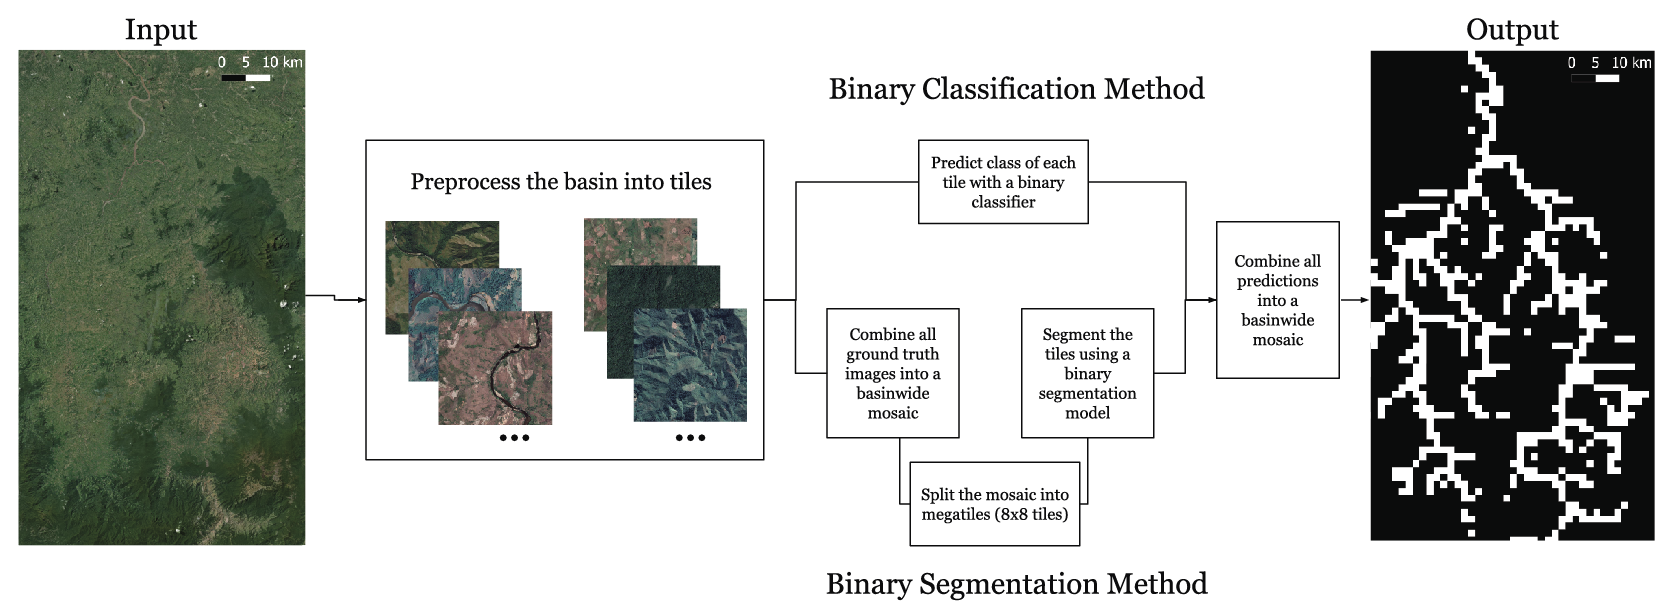 Input
0 5 10 km
Preprocess the basin into tiles
Binary Classification Method
Predict class of each
tile with a binary
classifier
Combine all
ground truth
images into a
basinwide
mosaic
Split the mosaic into
megatiles (8x8 tiles)
Segment the
tiles using a
binary
segmentation
model
Binary Segmentation Method
Combine all
predictions
into a
basinwide
mosaic
Output
0 5 10 km